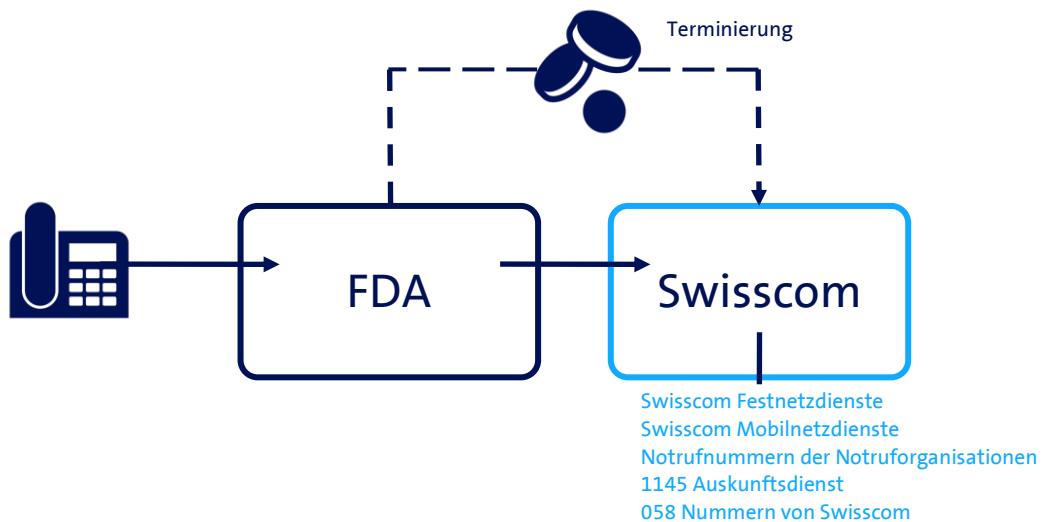 Terminierung
FDA
Swisscom
Swisscom Festnetzdienste
Swisscom Mobilnetzdienste
Notrufnummern der Notruforganisationen
1145 Auskunftsdienst
058 Nummern von Swisscom